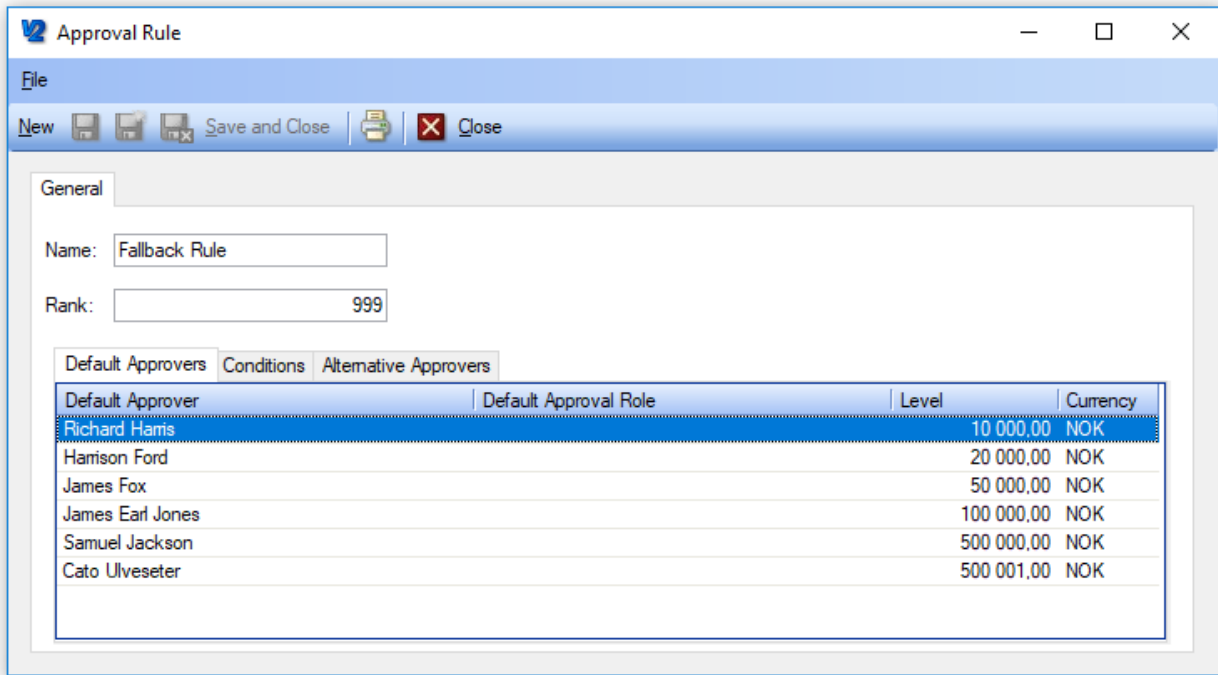 V2 Approval Rule
File
New Save and Close Close
General
Name: Fallback Rule
Rank: 999
Default Approvers Conditions Alternative Approvers
Default Approver Default Approval Role Level Currency
Richard Harris 10 000,00 NOK
Harrison Ford 20 000,00 NOK
James Fox 50 000,00 NOK
James Earl Jones 100 000,00 NOK
Samuel Jackson 500 000,00 NOK
Cato Ulveseter 500 001,00 NOK